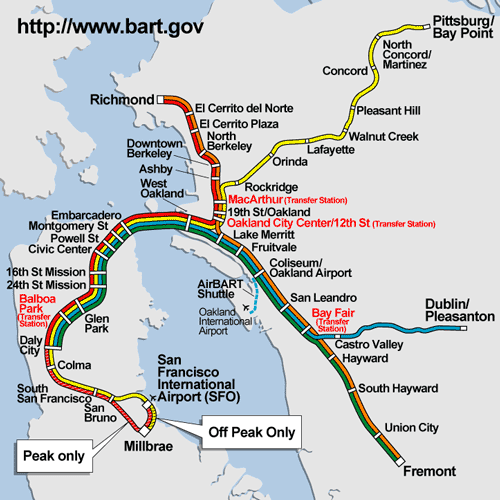 http://www.bart.gov
Pittsburg/
Bay Point
North
Concord/
Martinez
Concord
Pleasant Hill
Walnut Creek
Lafayette
Orinda
Rockridge
Richmond
El Cerrito del Norte
El Cerrito Plaza
North
Berkeley
Downtown
Berkeley
Ashby
West
Oakland
MacArthur (Transfer Station)
19th St/Oakland
Oakland City Center/12th St (Transfer Station)
Lake Merritt
Fruitvale
Coliseum/
Oakland Airport
AirBART
Shuttle
Oakland
International
Airport
San Leandro
Bay Fair
(Transfer
Station)
Dublin/
Pleasanton
Castro Valley
Hayward
South Hayward
Union City
Fremont
Embarcadero
Montgomery St
Powell St
Civic Center
16th St Mission
24th St Mission
Balboa
Park
(Transfer
Station)
Glen
Park
Daly
City
Colma
South
San Francisco
San
Bruno
San
Francisco
International
Airport (SFO)
Millbrae
Peak only
Off Peak Only